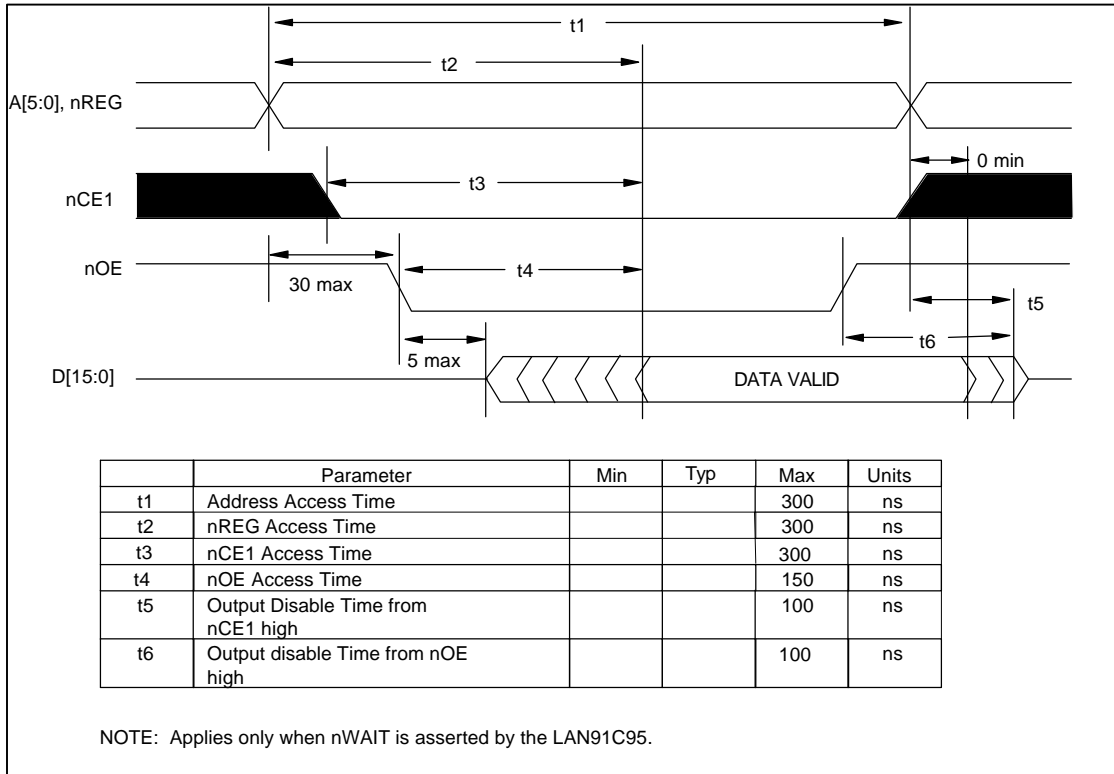 t1
t2
A[5:0], nREG
0 min
t3
nCE1
nOE
t4
30 max
t5
t6
5 max
D[15:0]
DATA VALID
Parameter Min Typ Max Units
t1 Address Access Time 300 ns
t2 nREG Access Time 300 ns
t3 nCE1 Access Time 300 ns
t4 nOE Access Time 150 ns
t5 Output Disable Time from 100 ns
nCE1 high
t6 Output disable Time from nOE 100 ns
high
NOTE: Applies only when nWAIT is asserted by the LAN91C95.